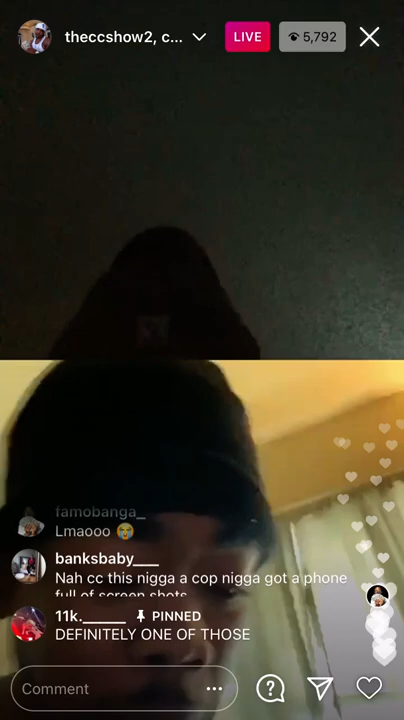 theccshow2, c...
LIVE
5,792
famobanga_
Lmaooo 😭
banksbaby___
Nah cc this nigga a cop nigga got a phone
full of screen shots
11k.______ PINNED
DEFINITELY ONE OF THOSE
Comment